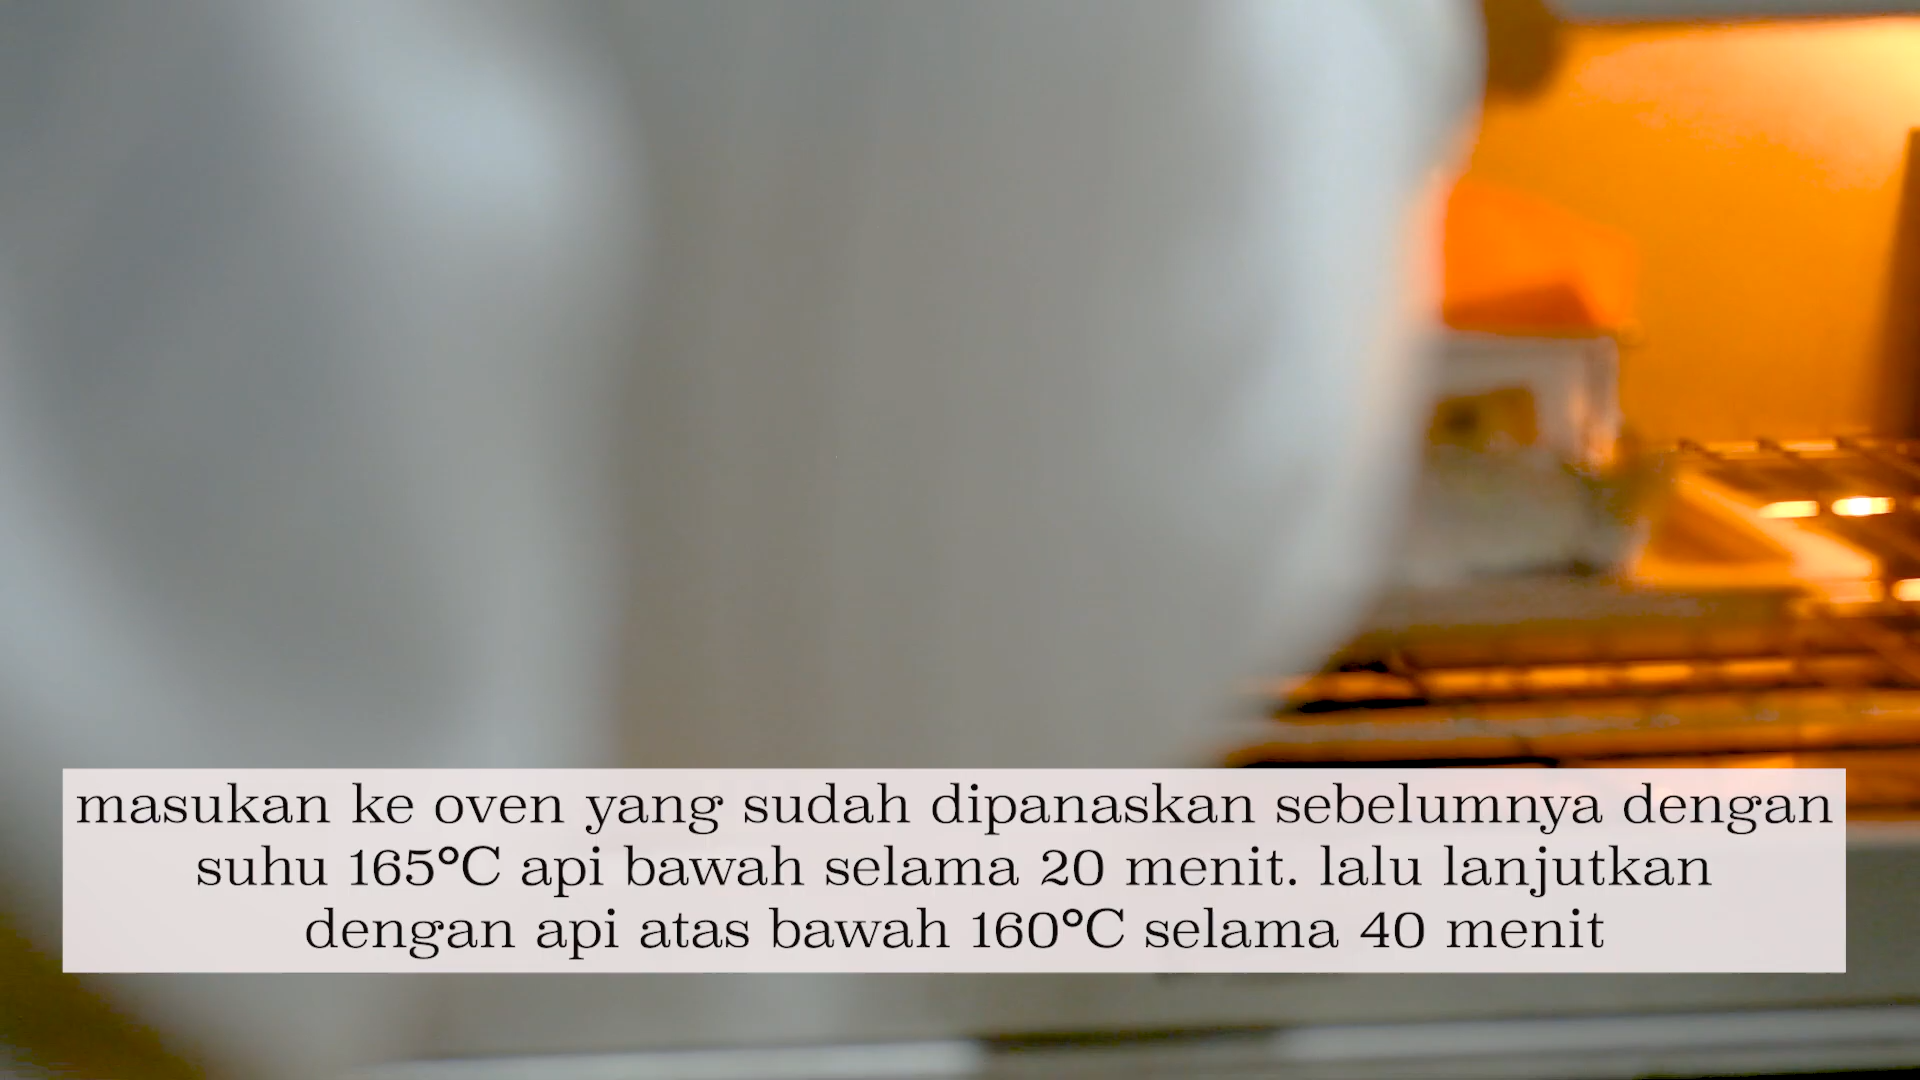 masukan ke oven yang sudah dipanaskan sebelumnya dengan
suhu 165°C api bawah selama 20 menit. lalu lanjutkan
dengan api atas bawah 160°C selama 40 menit